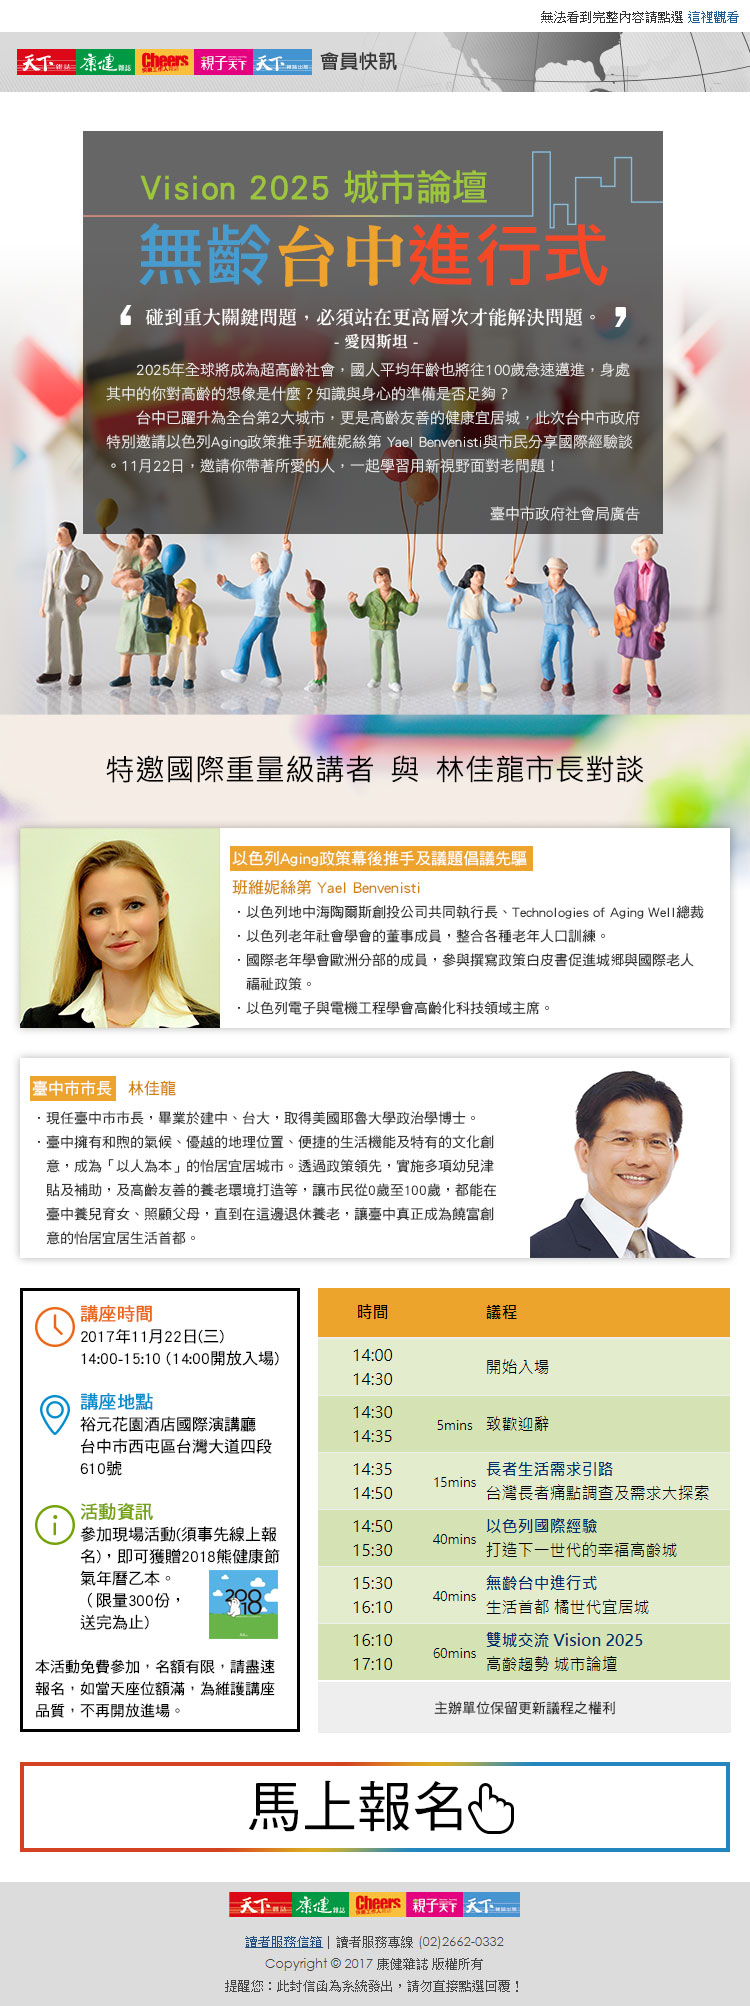 無法看到完整內容請點選 這裡觀看
天下雜誌 康健雜誌 Cheers 快樂工作人雜誌 親子天下 天下雜誌出版 會員快訊
Vision 2025 城市論壇
無齡台中進行式
‘ 碰到重大關鍵問題，必須站在更高層次才能解決問題。 ’
- 愛因斯坦 -
2025年全球將成為超高齡社會，國人平均年齡也將往100歲急速邁進，身處
其中的你對高齡的想像是什麼？知識與身心的準備是否足夠？
台中已躍升為全台第2大城市，更是高齡友善的健康宜居城，此次台中市政府
特別邀請以色列Aging政策推手班維妮絲第 Yael Benvenisti與市民分享國際經驗談
。11月22日，邀請你帶著所愛的人，一起學習用新視野面對老問題！
臺中市政府社會局廣告
特邀國際重量級講者 與 林佳龍市長對談
以色列Aging政策幕後推手及議題倡議先驅
班維妮絲第 Yael Benvenisti
‧以色列地中海陶爾斯創投公司共同執行長、Technologies of Aging Well總裁
‧以色列老年社會學會的董事成員，整合各種老年人口訓練。
‧國際老年學會歐洲分部的成員，參與撰寫政策白皮書促進城鄉與國際老人
福祉政策。
‧以色列電子與電機工程學會高齡化科技領域主席。
臺中市市長 林佳龍
‧現任臺中市市長，畢業於建中、台大，取得美國耶魯大學政治學博士。
‧臺中擁有和煦的氣候、優越的地理位置、便捷的生活機能及特有的文化創
意，成為「以人為本」的怡居宜居城市。透過政策領先，實施多項幼兒津
貼及補助，及高齡友善的養老環境打造等，讓市民從0歲至100歲，都能在
臺中養兒育女、照顧父母，直到在這邊退休養老，讓臺中真正成為饒富創
意的怡居宜居生活首都。
講座時間
2017年11月22日(三)
14:00-15:10 (14:00開放入場)
講座地點
裕元花園酒店國際演講廳
台中市西屯區台灣大道四段
610號
活動資訊
參加現場活動(須事先線上報
名)，即可獲贈2018熊健康節
氣年曆乙本。
（限量300份，
送完為止）
2018
本活動免費參加，名額有限，請盡速
報名，如當天座位額滿，為維護講座
品質，不再開放進場。
時間 議程
14:00
14:30 開始入場
14:30
14:35 5mins 致歡迎辭
14:35
14:50 15mins 長者生活需求引路
台灣長者痛點調查及需求大探索
14:50
15:30 40mins 以色列國際經驗
打造下一世代的幸福高齡城
15:30
16:10 40mins 無齡台中進行式
生活首都 橘世代宜居城
16:10
17:10 60mins 雙城交流 Vision 2025
高齡趨勢 城市論壇
主辦單位保留更新議程之權利
馬上報名
天下雜誌 康健雜誌 Cheers 快樂工作人雜誌 親子天下 天下雜誌出版
讀者服務信箱 | 讀者服務專線 (02)2662-0332
Copyright © 2017 康健雜誌 版權所有
提醒您：此封信函為系統發出，請勿直接點選回覆！